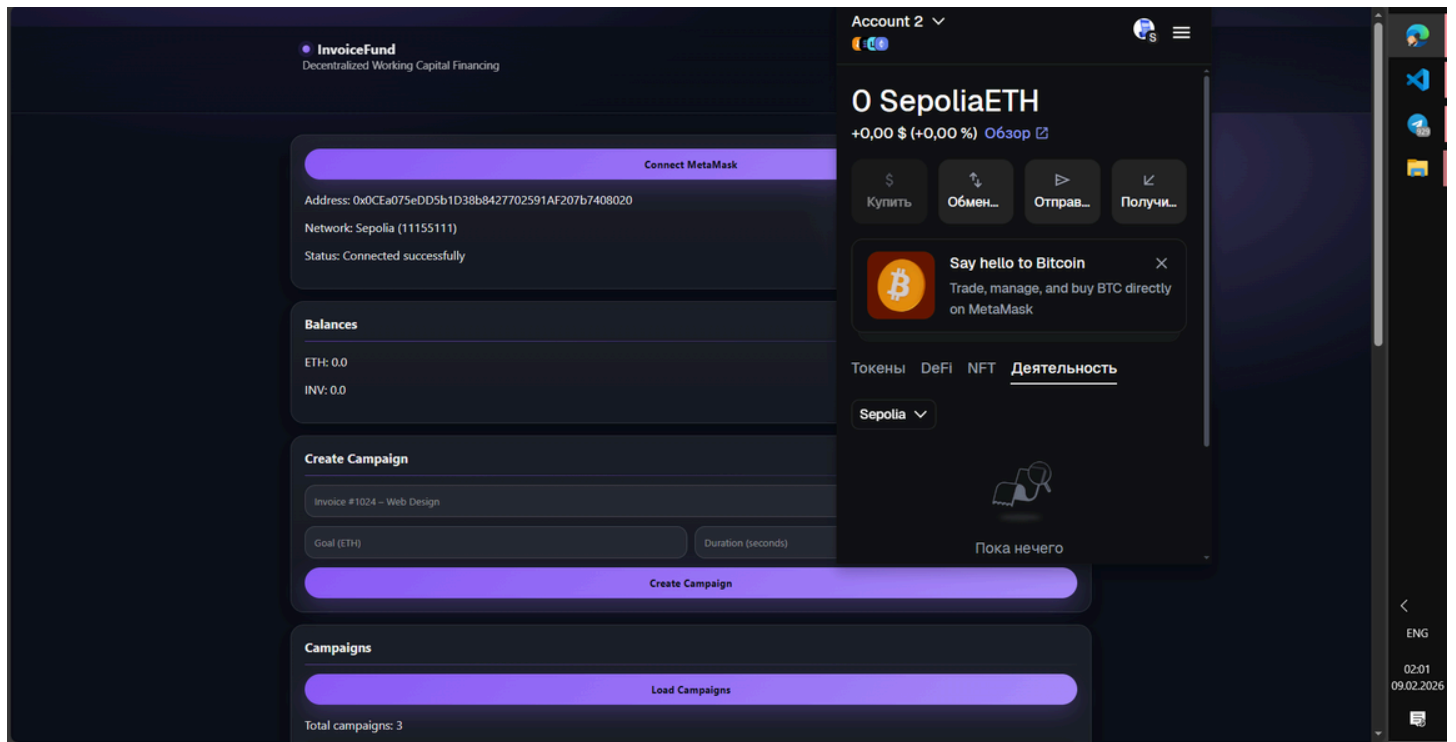 InvoiceFund
Decentralized Working Capital Financing
Connect MetaMask
Address: 0x0CEa075eDD5b1D38b8427702591AF207b7408020
Network: Sepolia (11155111)
Status: Connected successfully
Balances
ETH: 0.0
INV: 0.0
Create Campaign
Invoice #1024 – Web Design
Goal (ETH)
Duration (seconds)
Create Campaign
Campaigns
Load Campaigns
Total campaigns: 3
Account 2
S
0 SepoliaETH
+0,00 $ (+0,00 %) Обзор
$
Купить
Обмен...
Отправ...
Получи...
Say hello to Bitcoin
Trade, manage, and buy BTC directly
on MetaMask
Токены DeFi NFT Деятельность
Sepolia
Пока нечего
929
ENG
02:01
09.02.2026